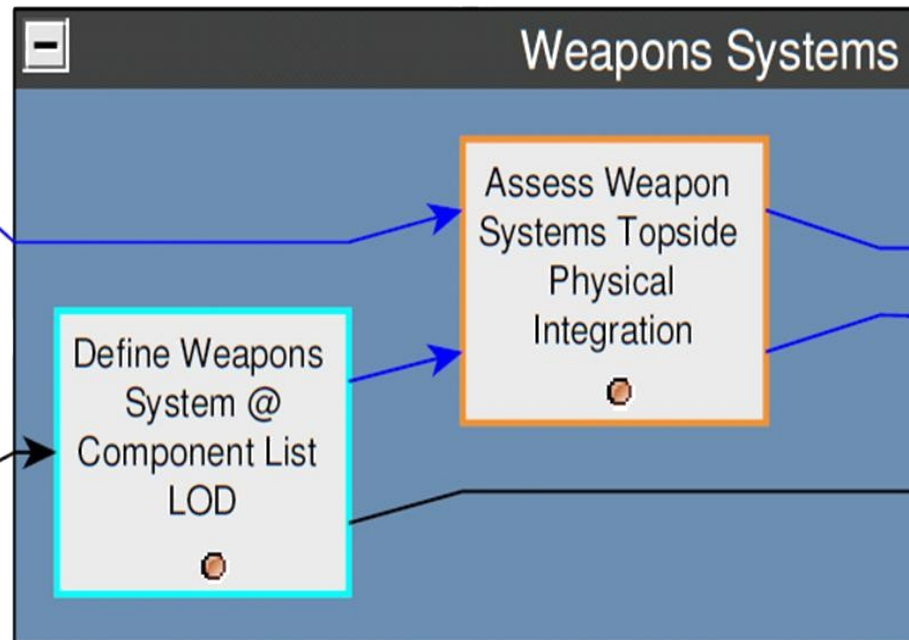 Weapons Systems
Assess Weapon
Systems Topside
Physical
Integration
Define Weapons
System @
Component List
LOD